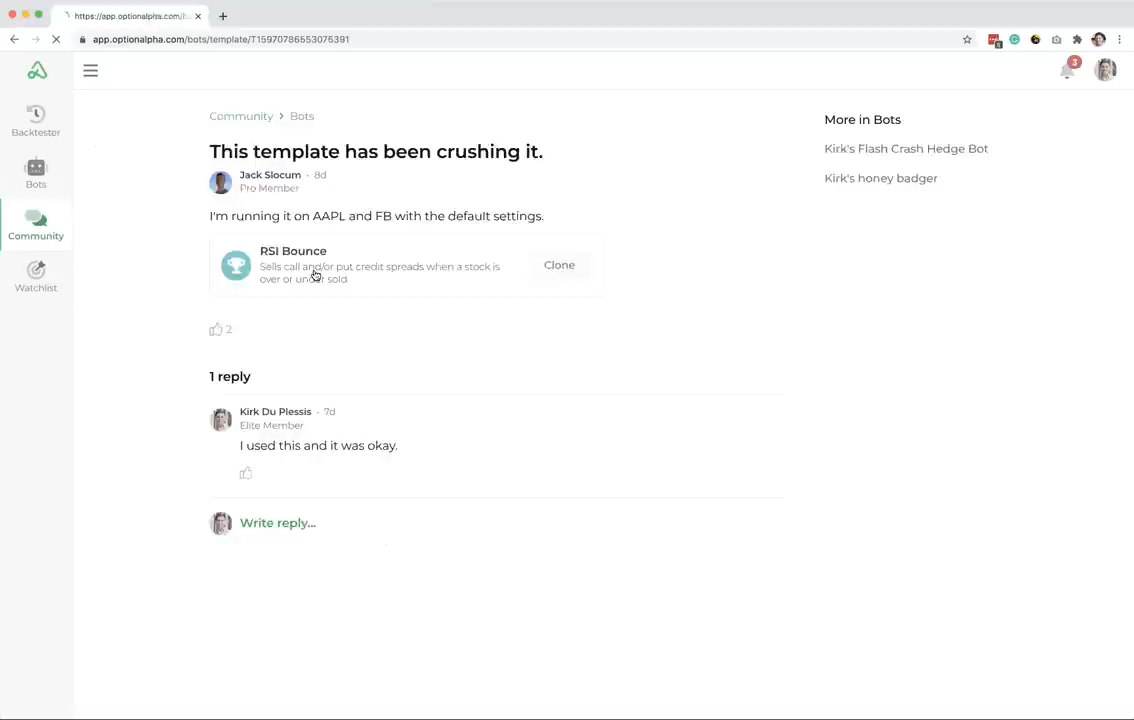 https://app.optionalpha.com/b
app.optionalpha.com/bots/template/T15970786553075391
8
3
Backtester
Bots
Community
Watchlist
Community > Bots
This template has been crushing it.
Jack Slocum · 8d
Pro Member
I'm running it on AAPL and FB with the default settings.
RSI Bounce
Sells call and/or put credit spreads when a stock is
over or under sold
Clone
2
1 reply
Kirk Du Plessis · 7d
Elite Member
I used this and it was okay.
Write reply...
More in Bots
Kirk's Flash Crash Hedge Bot
Kirk's honey badger